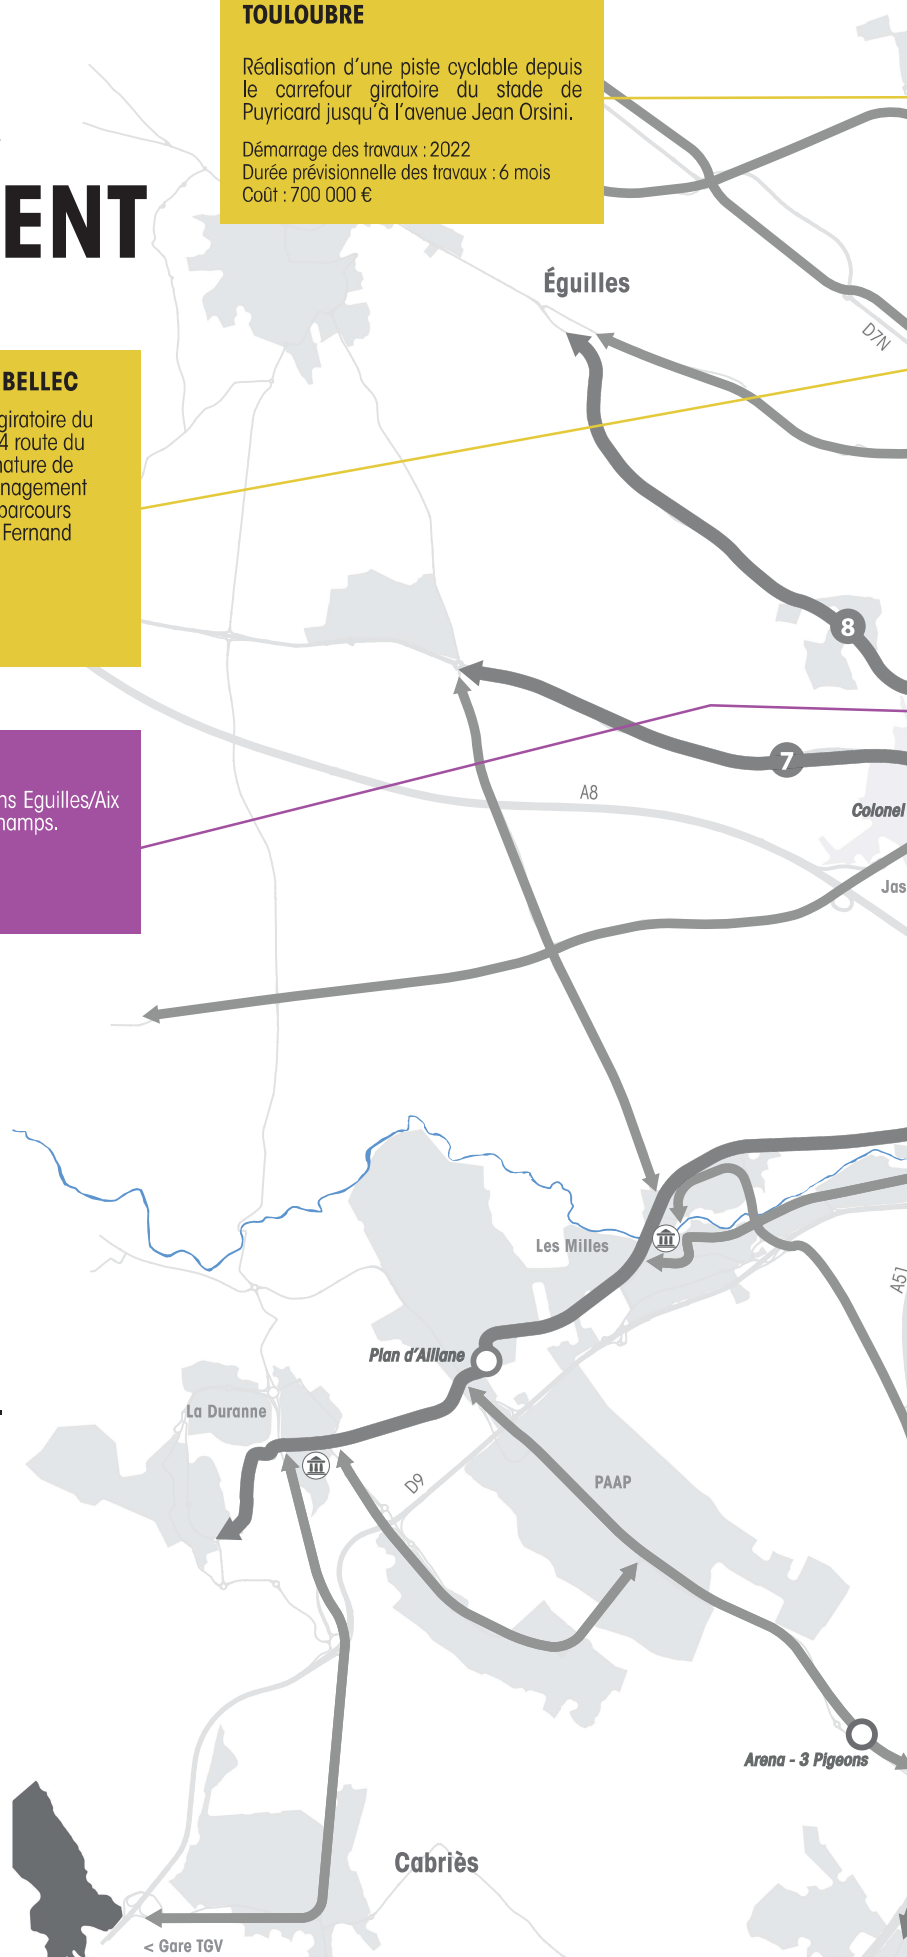 TOULOUBRE
Réalisation d'une piste cyclable depuis
le carrefour giratoire du stade de
Puyricard jusqu'à l'avenue Jean Orsini.
Démarrage des travaux : 2022
Durée prévisionnelle des travaux : 6 mois
Coût : 700 000 €
ENT
Éguilles
D7N
BELLEC
giratoire du
4 route du
nature de
nagement
parcours
Fernand
8
7
ns Eguilles/Aix
hamps.
A8
Colonel
Jas
Les Milles
A51
Plan d'Aillane
La Duranne
D9
PAAP
Arena - 3 Pigeons
Cabriès
< Gare TGV